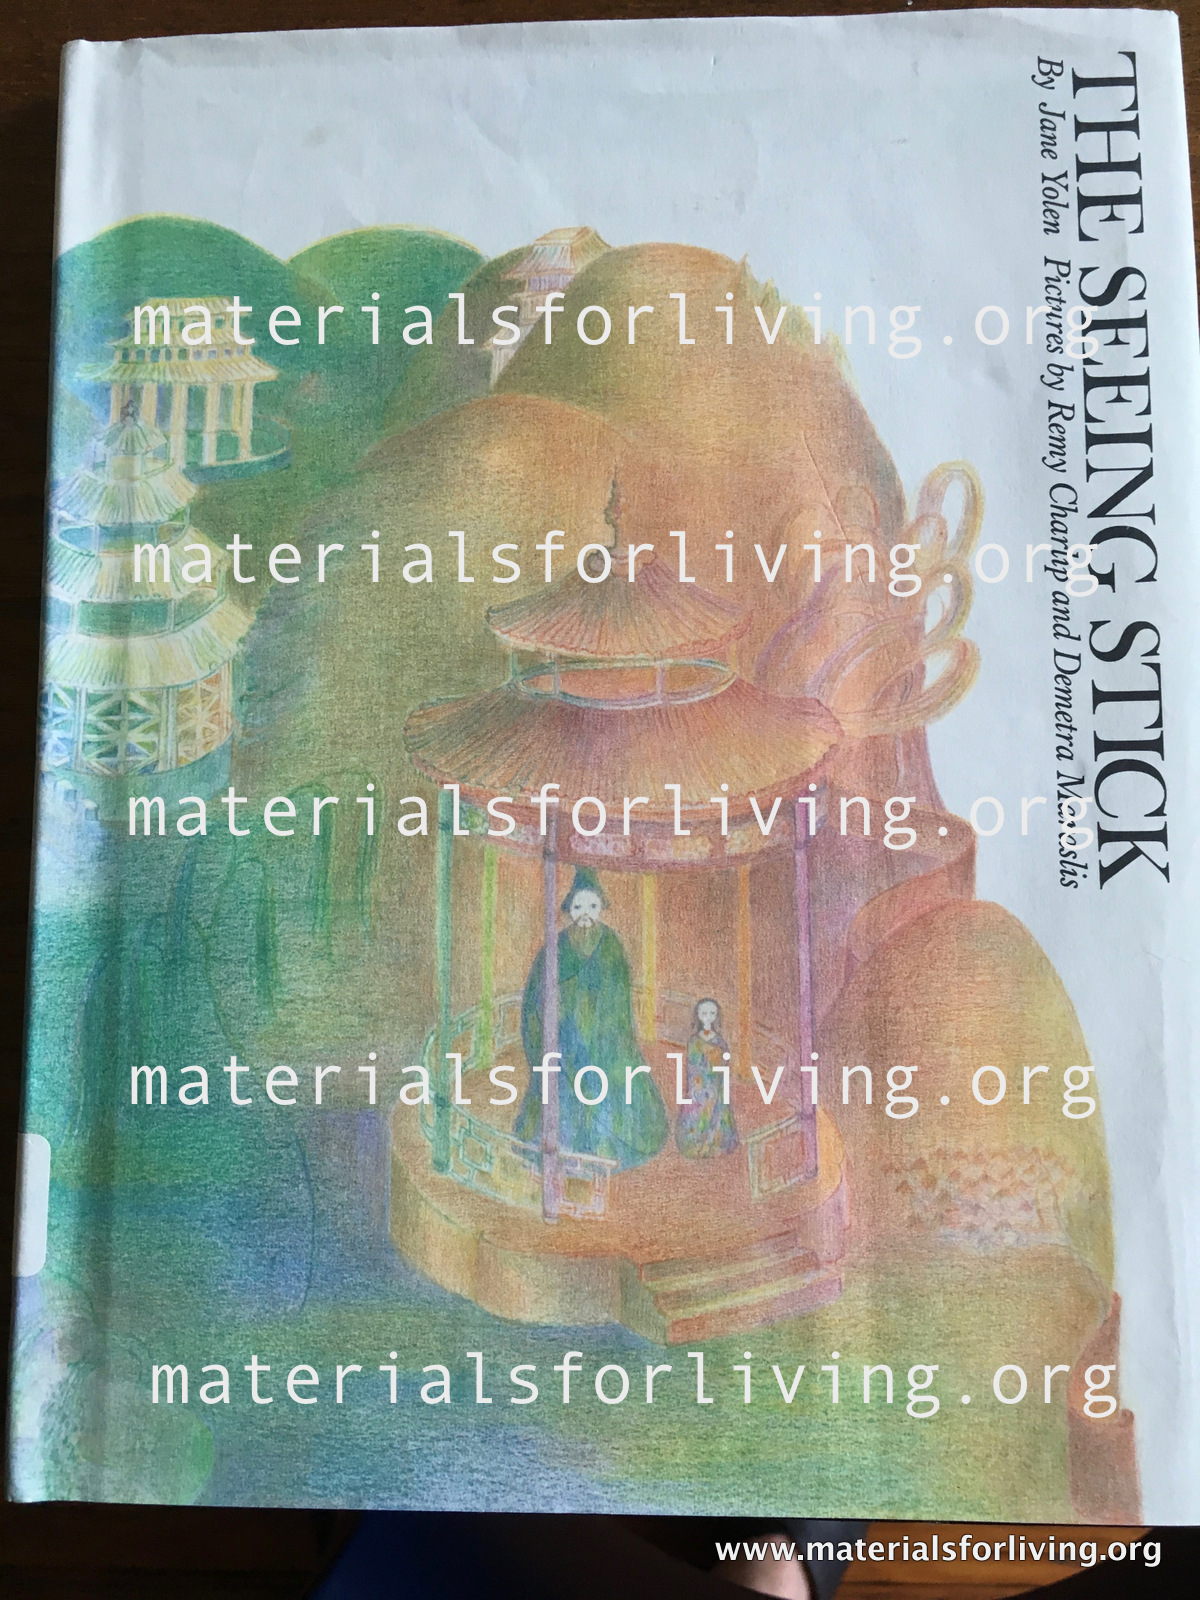 THE SEEING STICK
By Jane Yolen Pictures by Remy Charlip and Demetra Maraslis
materialsforliving.org
materialsforliving.org
materialsforliving.org
materialsforliving.org
materialsforliving.org
www.materialsforliving.org